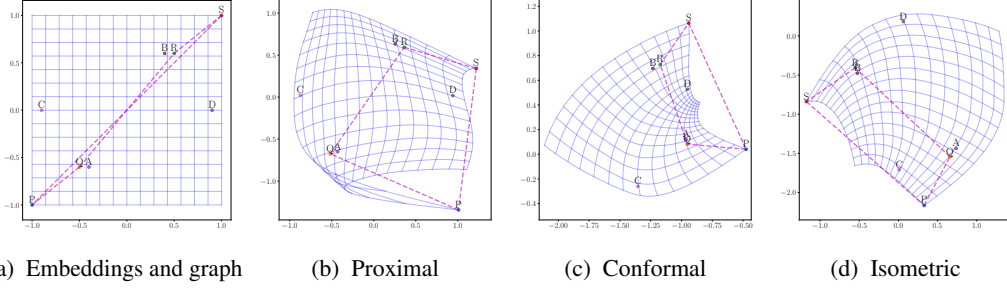 S
B R
C
D
Q A
P
1.0
0.5
0.0
−0.5
−1.0
−1.0 −0.5 0.0 0.5 1.0
B R
S
C
D
Q A
P
1.0
0.5
0.0
−0.5
−1.0
−1.0 −0.5 0.0 0.5 1.0
S
B R
D
C
P
1.2
1.0
0.8
0.6
0.4
0.2
0.0
−0.2
−0.4
−2.00 −1.75 −1.50 −1.25 −1.00 −0.75 −0.50
D
S
A
Q
C
P
0.0
−0.5
−1.0
−1.5
−2.0
−1.0 −0.5 0.0 0.5 1.0 1.5
a) Embeddings and graph (b) Proximal (c) Conformal (d) Isometric